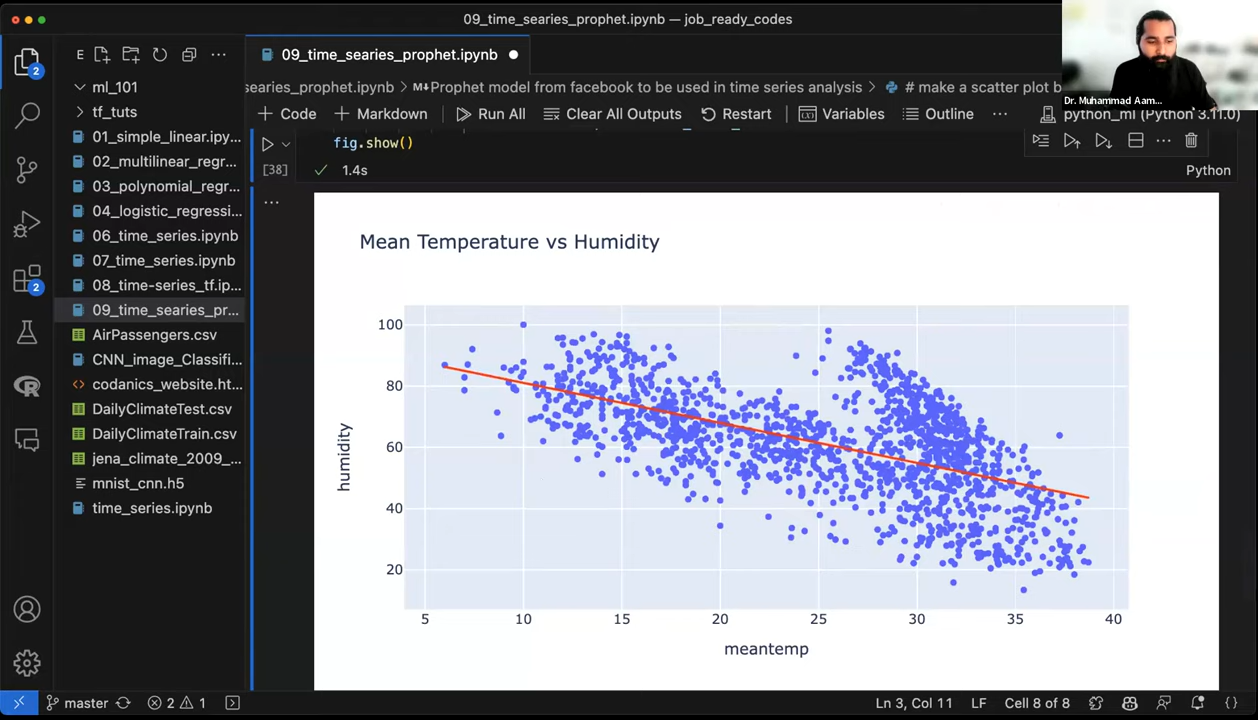 09_time_searies_prophet.ipynb — job_ready_codes
E
09_time_searies_prophet.ipynb
ml_101
tf_tuts
01_simple_linear.ipy...
02_multilinear_regr...
03_polynomial_regr...
04_logistic_regressi...
06_time_series.ipynb
07_time_series.ipynb
08_time-series_tf.ip...
09_time_searies_pr...
AirPassengers.csv
CNN_image_Classifi...
codanics_website.ht...
DailyClimateTest.csv
DailyClimateTrain.csv
jena_climate_2009_...
mnist_cnn.h5
time_series.ipynb
2
2
searies_prophet.ipynb > M↓Prophet model from facebook to be used in time series analysis > # make a scatter plot b
+ Code + Markdown Run All Clear All Outputs Restart Variables Outline ... python_ml (Python 3.11.0)
Dr. Muhammad Aam...
fig.show()
[38] ✓ 1.4s Python
Mean Temperature vs Humidity
100
80
60
40
20
humidity
5 10 15 20 25 30 35 40
meantemp
master 2 1 Ln 3, Col 11 LF Cell 8 of 8